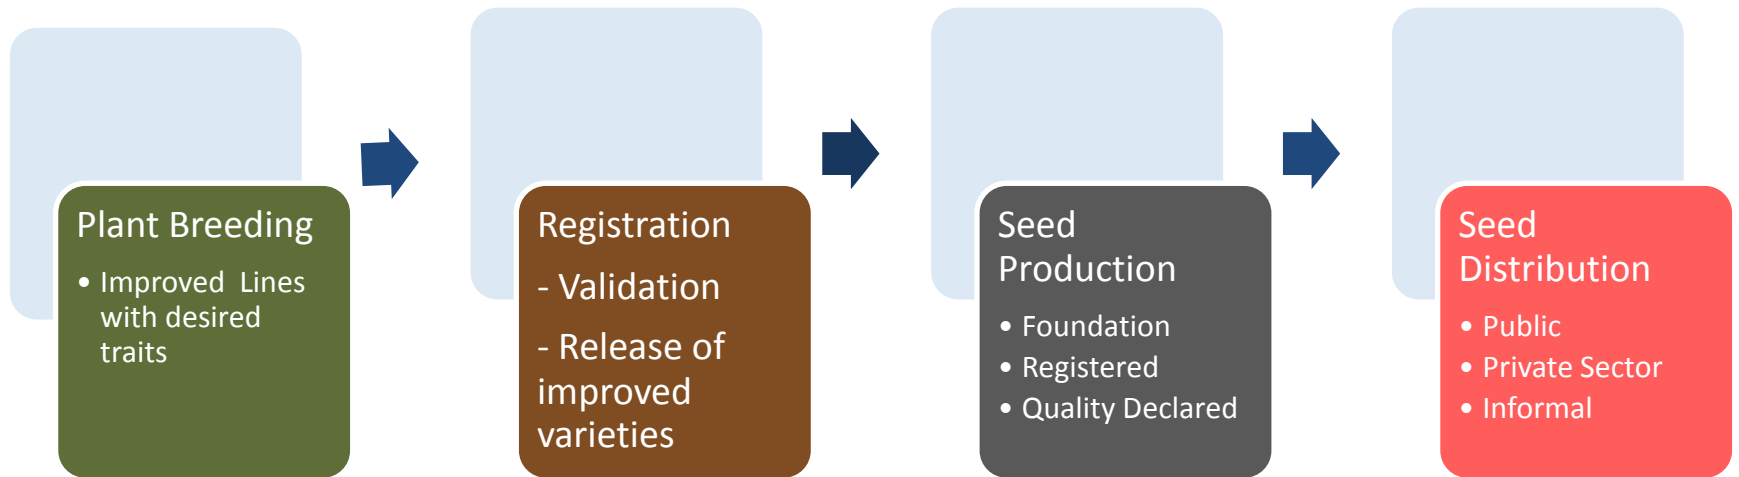 Plant Breeding
• Improved  Lines
with desired
traits
Registration
- Validation
- Release of
improved
varieties
Seed
Production
• Foundation
• Registered
• Quality Declared
Seed
Distribution
• Public
• Private Sector
• Informal